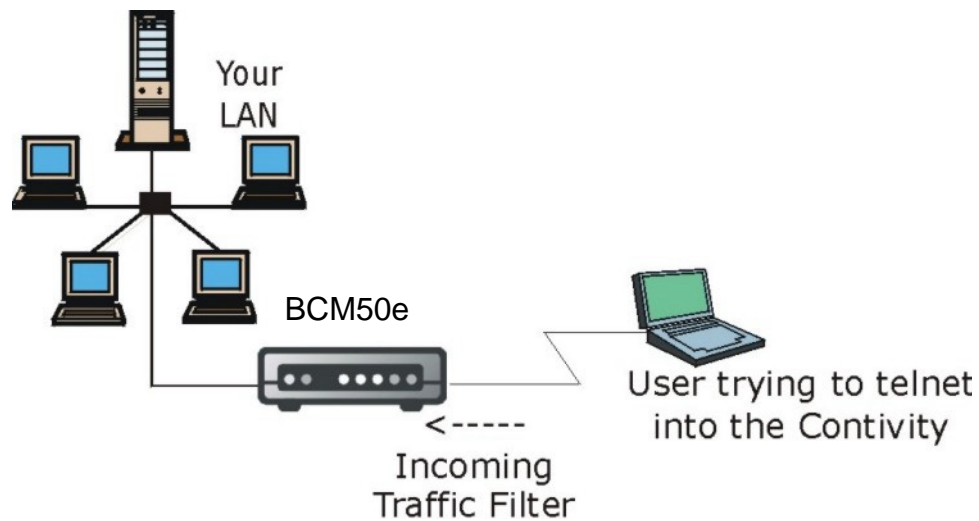 Your
LAN
BCM50e
User trying to telnet
into the Contivity
Incoming
Traffic Filter